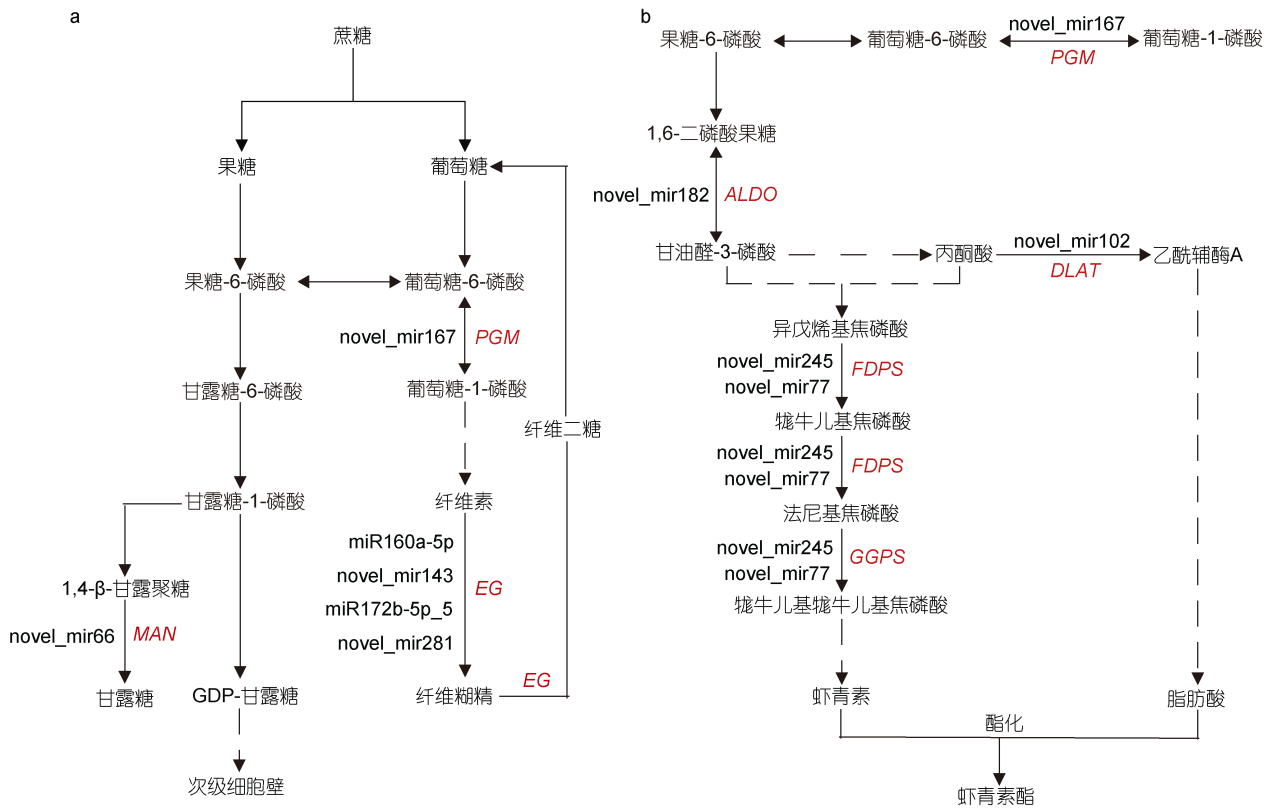 a
蔗糖
果糖
葡萄糖
果糖-6-磷酸
葡萄糖-6-磷酸
novel_mir167
PGM
甘露糖-6-磷酸
葡萄糖-1-磷酸
纤维二糖
甘露糖-1-磷酸
纤维素
miR160a-5p
novel_mir143
EG
miR172b-5p_5
novel_mir281
1,4-β-甘露聚糖
novel_mir66
MAN
甘露糖
GDP-甘露糖
纤维糊精
EG
次级细胞壁
b
果糖-6-磷酸
葡萄糖-6-磷酸
novel_mir167
PGM
葡萄糖-1-磷酸
1,6-二磷酸果糖
novel_mir182
ALDO
甘油醛-3-磷酸
丙酮酸
novel_mir102
DLAT
乙酰辅酶A
异戊烯基焦磷酸
novel_mir245
FDPS
novel_mir77
牻牛儿基焦磷酸
novel_mir245
FDPS
novel_mir77
法尼基焦磷酸
novel_mir245
GGPS
novel_mir77
牻牛儿基牻牛儿基焦磷酸
虾青素
脂肪酸
酯化
虾青素酯